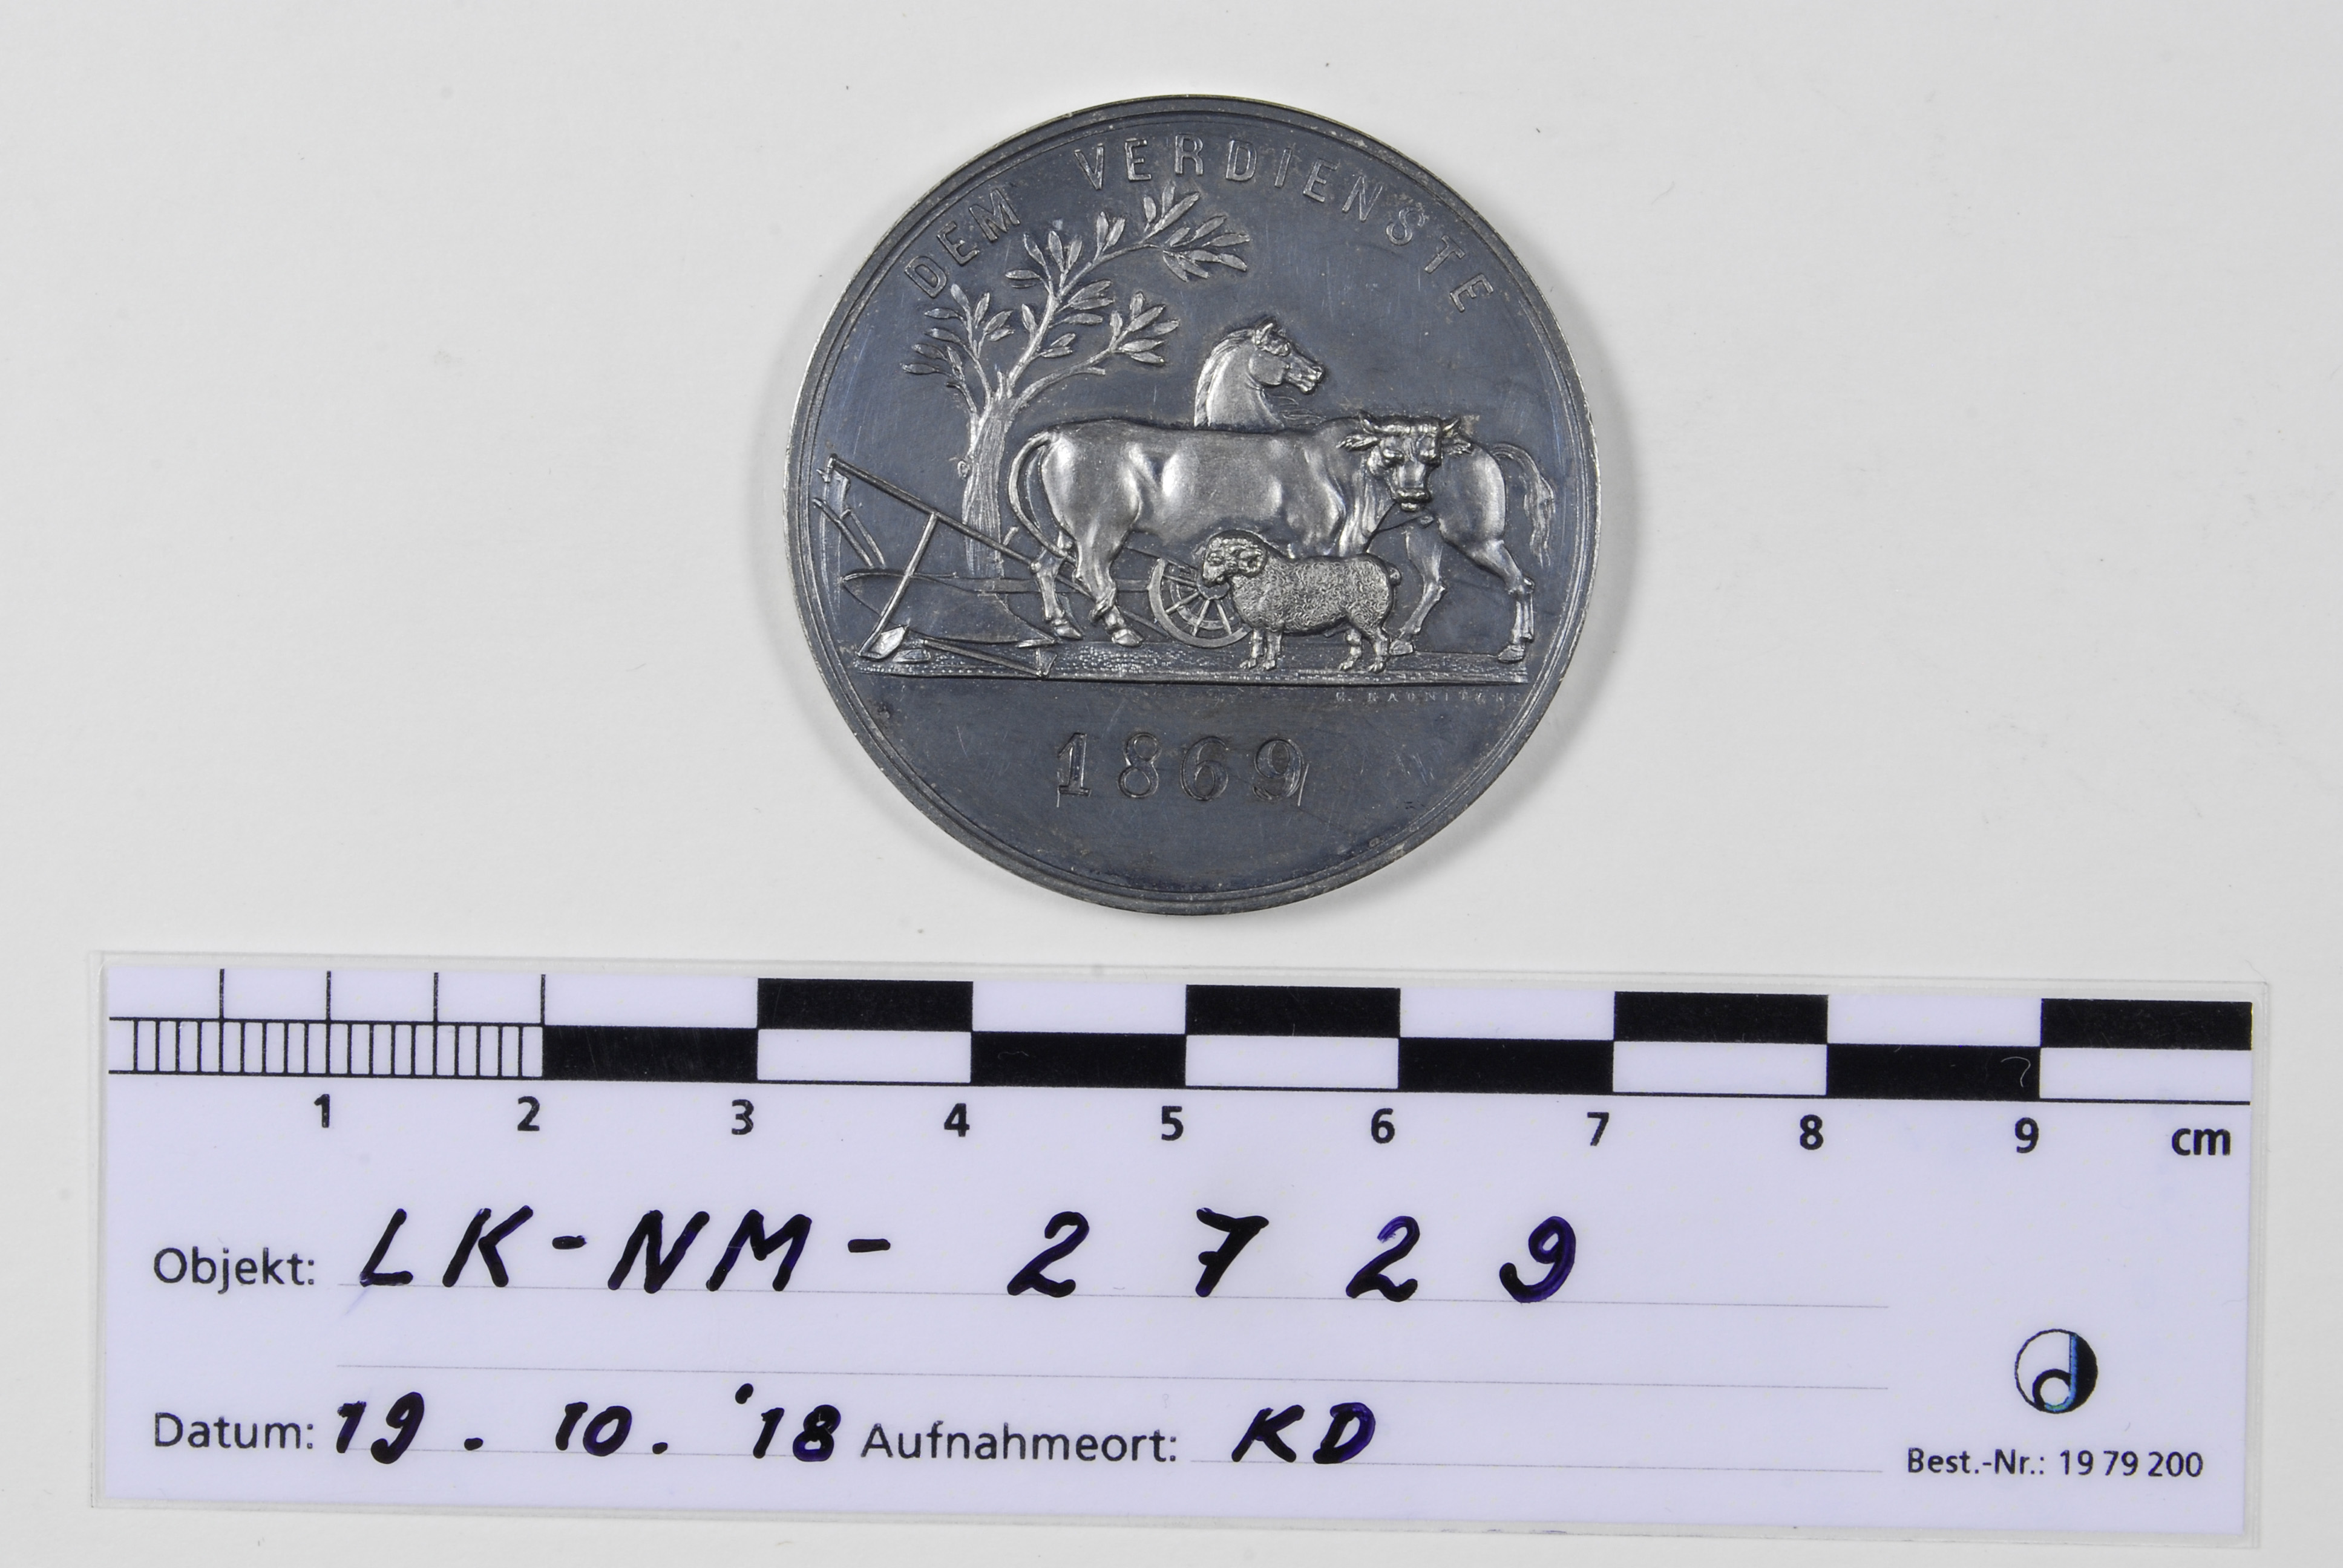 DEM VERDIENSTE
1869
1 2 3 4 5 6 7 8 9 cm
Objekt: LK-NM- 2729
Datum: 19. 10. '18 Aufnahmeort: KD
Best.-Nr.: 19 79 200